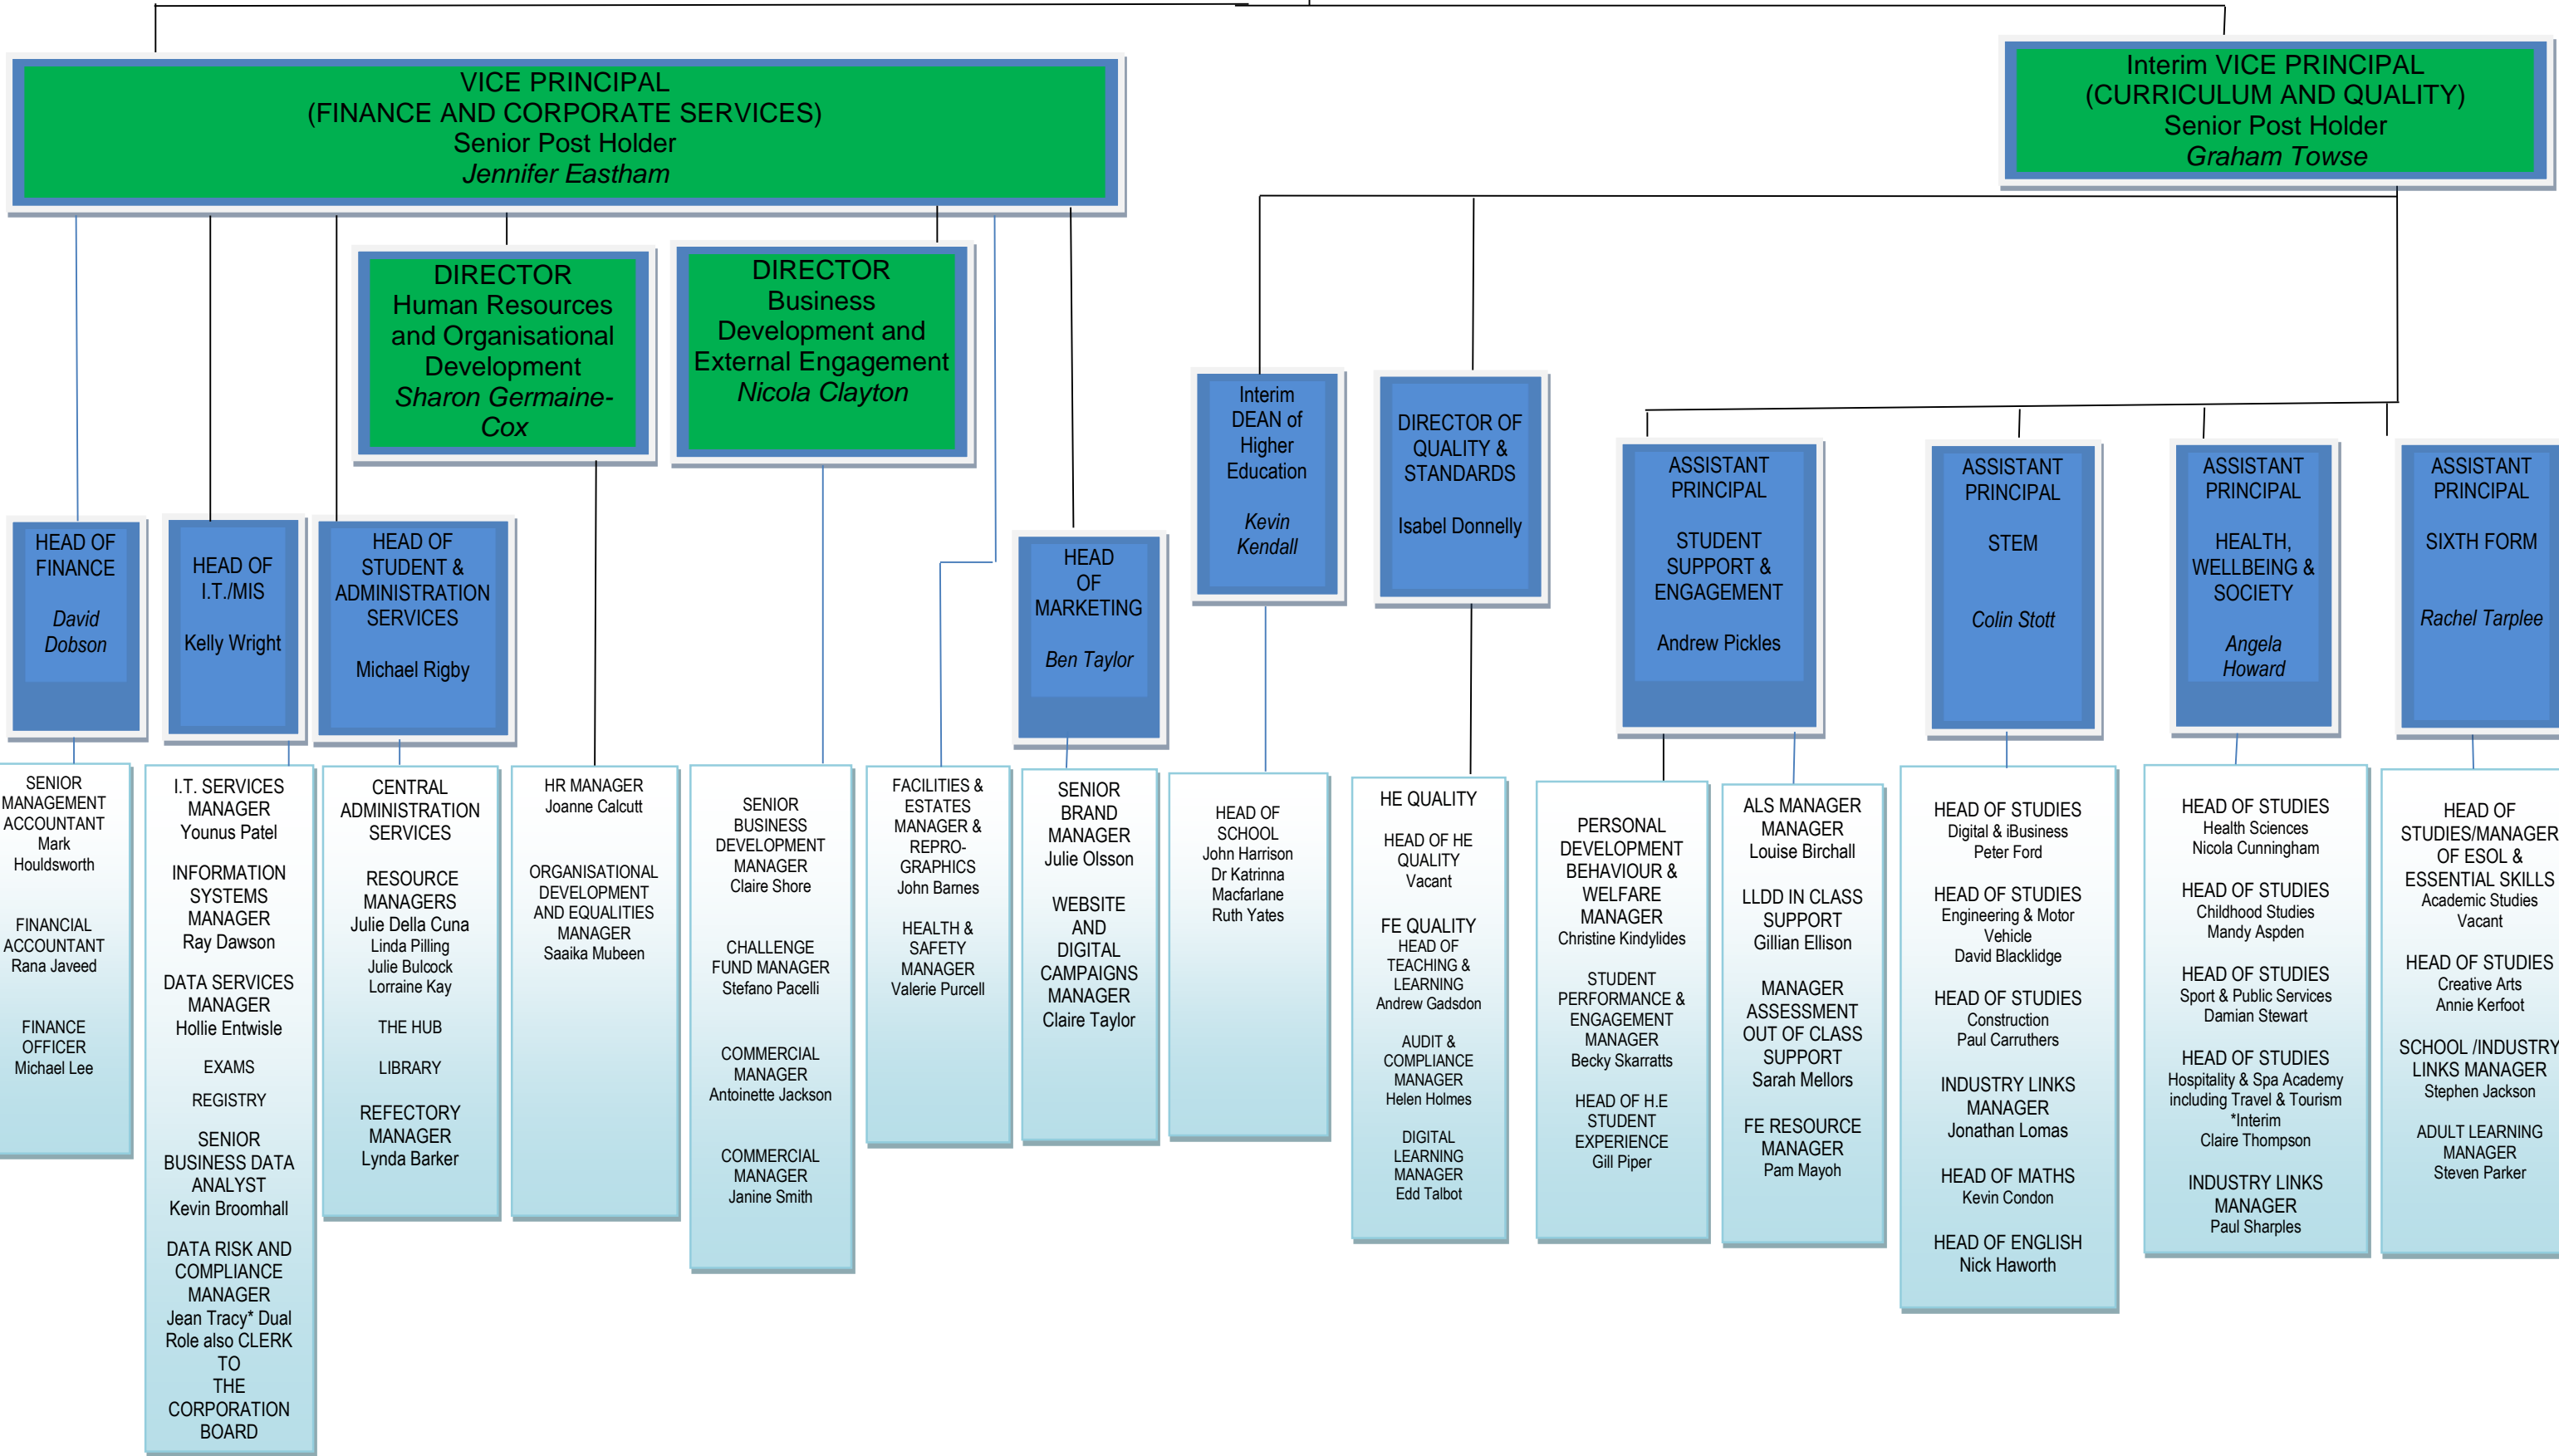 VICE PRINCIPAL
(FINANCE AND CORPORATE SERVICES)
Senior Post Holder
Jennifer Eastham
Interim VICE PRINCIPAL
(CURRICULUM AND QUALITY)
Senior Post Holder
Graham Towse
DIRECTOR
Human Resources
and Organisational
Development
Sharon Germaine-
Cox
DIRECTOR
Business
Development and
External Engagement
Nicola Clayton
HEAD OF
FINANCE
David
Dobson
HEAD OF
I.T./MIS
Kelly Wright
HEAD OF
STUDENT &
ADMINISTRATION
SERVICES
Michael Rigby
HEAD
OF
MARKETING
Ben Taylor
Interim
DEAN of
Higher
Education
Kevin
Kendall
DIRECTOR OF
QUALITY &
STANDARDS
Isabel Donnelly
ASSISTANT
PRINCIPAL
STUDENT
SUPPORT &
ENGAGEMENT
Andrew Pickles
ASSISTANT
PRINCIPAL
STEM
Colin Stott
ASSISTANT
PRINCIPAL
HEALTH,
WELLBEING &
SOCIETY
Angela
Howard
ASSISTANT
PRINCIPAL
SIXTH FORM
Rachel Tarplee
SENIOR
MANAGEMENT
ACCOUNTANT
Mark
Houldsworth
FINANCIAL
ACCOUNTANT
Rana Javeed
FINANCE
OFFICER
Michael Lee
I.T. SERVICES
MANAGER
Younus Patel
INFORMATION
SYSTEMS
MANAGER
Ray Dawson
DATA SERVICES
MANAGER
Hollie Entwisle
EXAMS
REGISTRY
SENIOR
BUSINESS DATA
ANALYST
Kevin Broomhall
DATA RISK AND
COMPLIANCE
MANAGER
Jean Tracy* Dual
Role also CLERK
TO
THE
CORPORATION
BOARD
CENTRAL
ADMINISTRATION
SERVICES
RESOURCE
MANAGERS
Julie Della Cuna
Linda Pilling
Julie Bulcock
Lorraine Kay
THE HUB
LIBRARY
REFECTORY
MANAGER
Lynda Barker
HR MANAGER
Joanne Calcutt
ORGANISATIONAL
DEVELOPMENT
AND EQUALITIES
MANAGER
Saaika Mubeen
SENIOR
BUSINESS
DEVELOPMENT
MANAGER
Claire Shore
CHALLENGE
FUND MANAGER
Stefano Pacelli
COMMERCIAL
MANAGER
Antoinette Jackson
COMMERCIAL
MANAGER
Janine Smith
FACILITIES &
ESTATES
MANAGER &
REPRO-
GRAPHICS
John Barnes
HEALTH &
SAFETY
MANAGER
Valerie Purcell
SENIOR
BRAND
MANAGER
Julie Olsson
WEBSITE
AND
DIGITAL
CAMPAIGNS
MANAGER
Claire Taylor
HEAD OF
SCHOOL
John Harrison
Dr Katrinna
Macfarlane
Ruth Yates
HE QUALITY
HEAD OF HE
QUALITY
Vacant
FE QUALITY
HEAD OF
TEACHING &
LEARNING
Andrew Gadsdon
AUDIT &
COMPLIANCE
MANAGER
Helen Holmes
DIGITAL
LEARNING
MANAGER
Edd Talbot
PERSONAL
DEVELOPMENT
BEHAVIOUR &
WELFARE
MANAGER
Christine Kindylides
STUDENT
PERFORMANCE &
ENGAGEMENT
MANAGER
Becky Skarratts
HEAD OF H.E
STUDENT
EXPERIENCE
Gill Piper
ALS MANAGER
MANAGER
Louise Birchall
LLDD IN CLASS
SUPPORT
Gillian Ellison
MANAGER
ASSESSMENT
OUT OF CLASS
SUPPORT
Sarah Mellors
FE RESOURCE
MANAGER
Pam Mayoh
HEAD OF STUDIES
Digital & iBusiness
Peter Ford
HEAD OF STUDIES
Engineering & Motor
Vehicle
David Blacklidge
HEAD OF STUDIES
Construction
Paul Carruthers
INDUSTRY LINKS
MANAGER
Jonathan Lomas
HEAD OF MATHS
Kevin Condon
HEAD OF ENGLISH
Nick Haworth
HEAD OF STUDIES
Health Sciences
Nicola Cunningham
HEAD OF STUDIES
Childhood Studies
Mandy Aspden
HEAD OF STUDIES
Sport & Public Services
Damian Stewart
HEAD OF STUDIES
Hospitality & Spa Academy
including Travel & Tourism
*Interim
Claire Thompson
INDUSTRY LINKS
MANAGER
Paul Sharples
HEAD OF
STUDIES/MANAGER
OF ESOL &
ESSENTIAL SKILLS
Academic Studies
Vacant
HEAD OF STUDIES
Creative Arts
Annie Kerfoot
SCHOOL /INDUSTRY
LINKS MANAGER
Stephen Jackson
ADULT LEARNING
MANAGER
Steven Parker